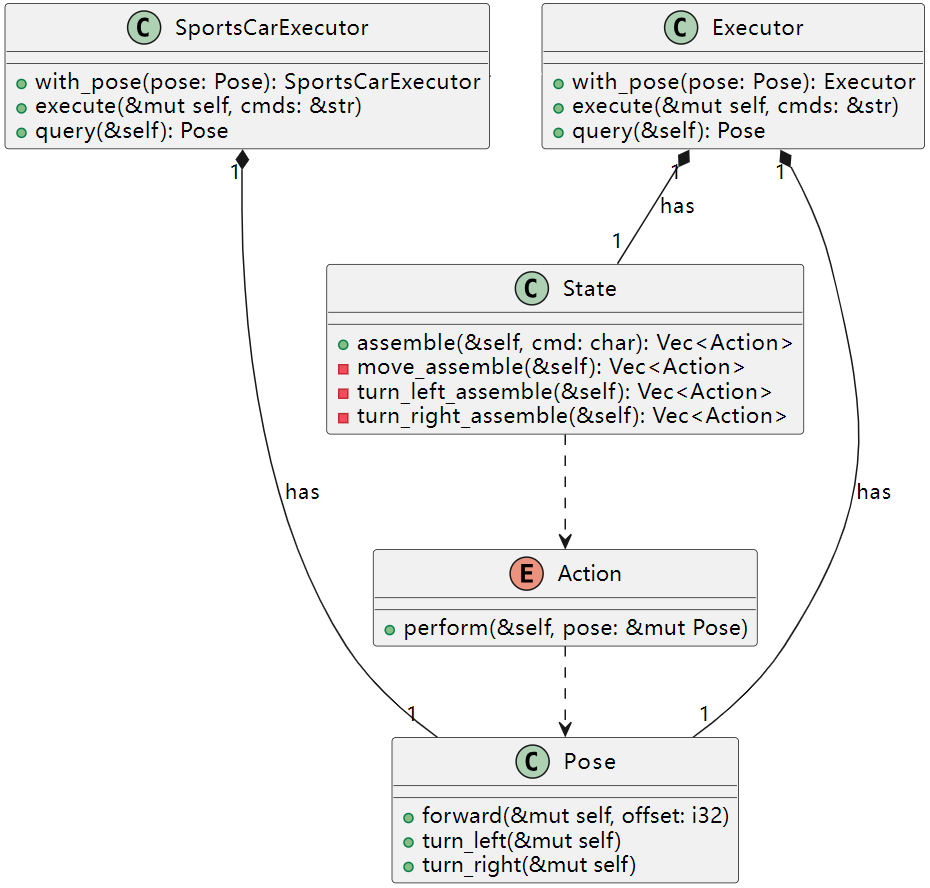 C SportsCarExecutor
with_pose(pose: Pose): SportsCarExecutor
execute(&mut self, cmds: &str)
query(&self): Pose
C Executor
with_pose(pose: Pose): Executor
execute(&mut self, cmds: &str)
query(&self): Pose
1
1
1
has
1
C State
assemble(&self, cmd: char): Vec<Action>
move_assemble(&self): Vec<Action>
turn_left_assemble(&self): Vec<Action>
turn_right_assemble(&self): Vec<Action>
has
has
E Action
perform(&self, pose: &mut Pose)
1
1
C Pose
forward(&mut self, offset: i32)
turn_left(&mut self)
turn_right(&mut self)